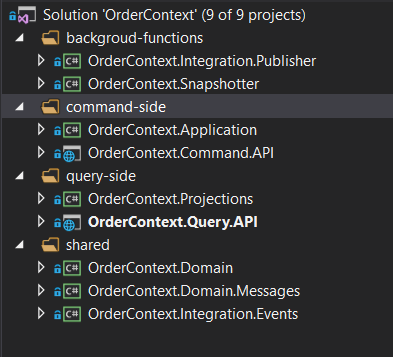 Solution 'OrderContext' (9 of 9 projects)
backgroud-functions
C# OrderContext.Integration.Publisher
C# OrderContext.Snapshotter
command-side
C# OrderContext.Application
OrderContext.Command.API
query-side
C# OrderContext.Projections
OrderContext.Query.API
shared
C# OrderContext.Domain
C# OrderContext.Domain.Messages
C# OrderContext.Integration.Events